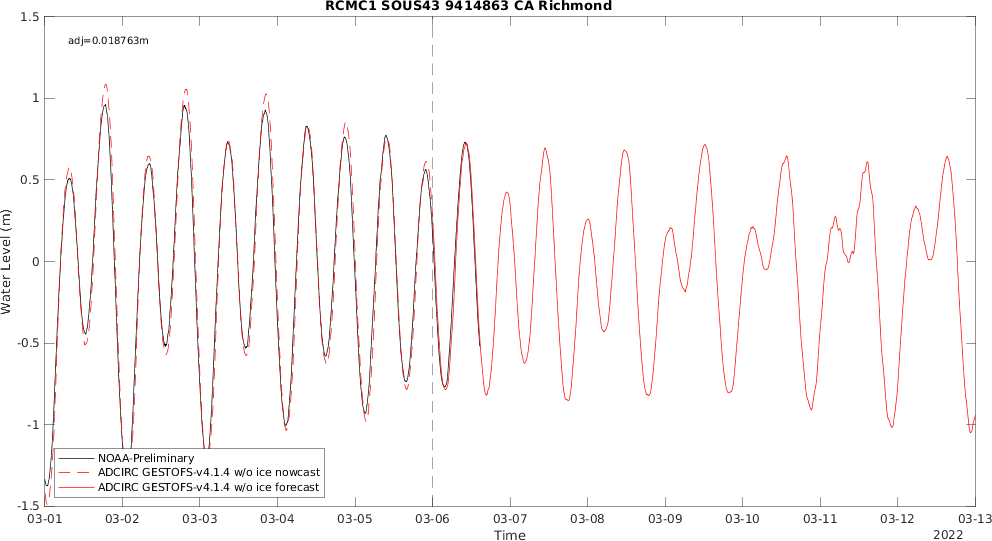 RCMC1 SOUS43 9414863 CA Richmond
adj=0.018763m
1.5
1
0.5
0
-0.5
-1
-1.5
Water Level (m)
NOAA-Preliminary
ADCIRC GESTOFS-v4.1.4 w/o ice nowcast
ADCIRC GESTOFS-v4.1.4 w/o ice forecast
03-01 03-02 03-03 03-04 03-05 03-06 03-07 03-08 03-09 03-10 03-11 03-12 03-13
Time
2022